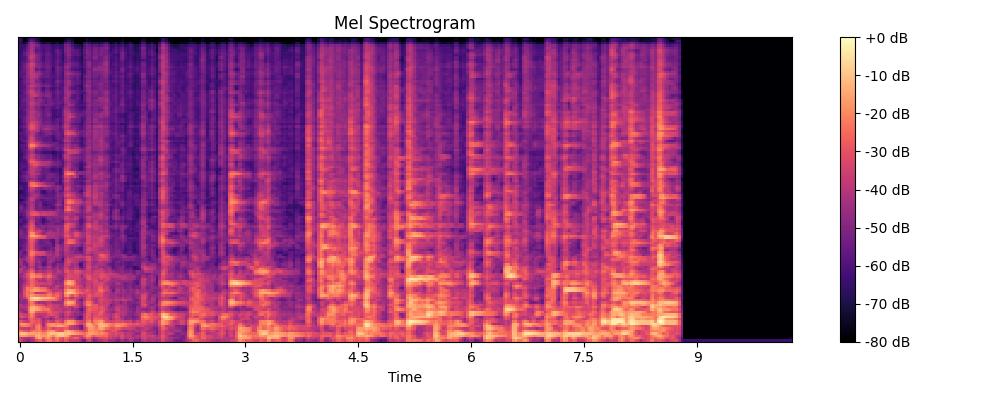 Mel Spectrogram
+0 dB
-10 dB
-20 dB
-30 dB
-40 dB
-50 dB
-60 dB
-70 dB
-80 dB
0 1.5 3 4.5 6 7.5 9
Time